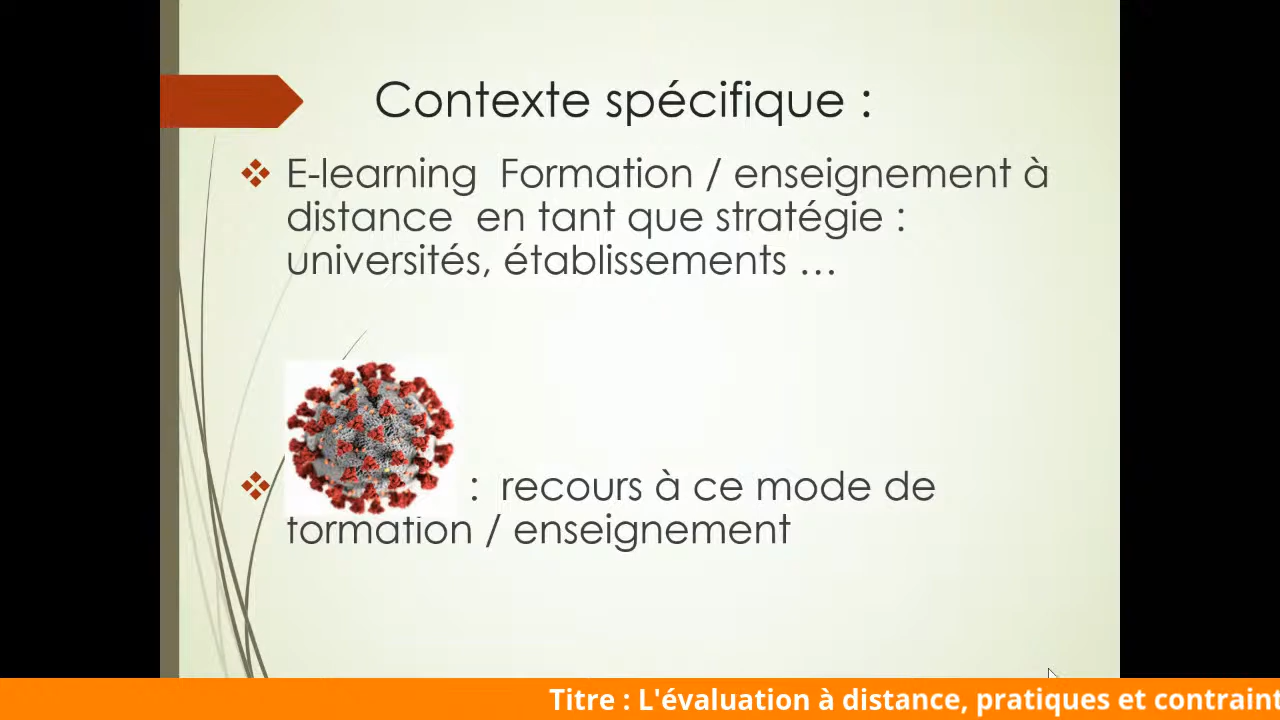 Contexte spécifique :
E-learning Formation / enseignement à
distance en tant que stratégie :
universités, établissements …
: recours à ce mode de
formation / enseignement
Titre : L'évaluation à distance, pratiques et contraint